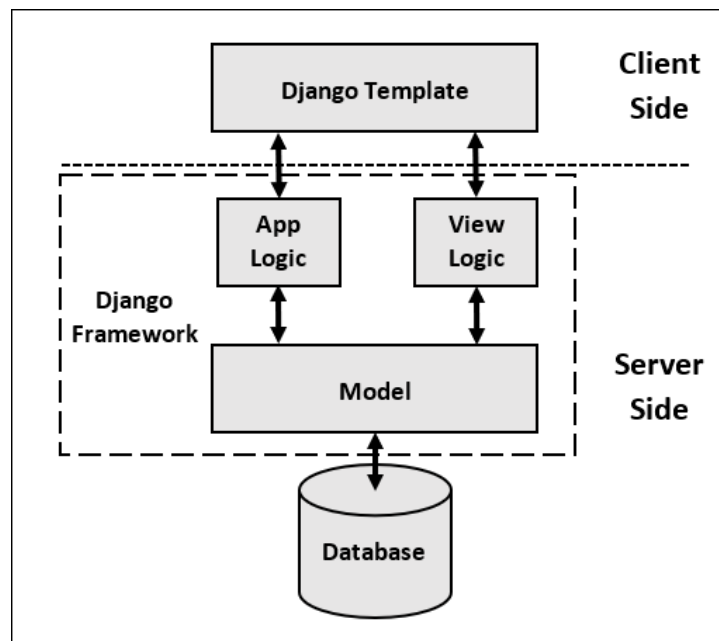 Django Template
Client
Side
App
Logic
View
Logic
Django
Framework
Model
Server
Side
Database